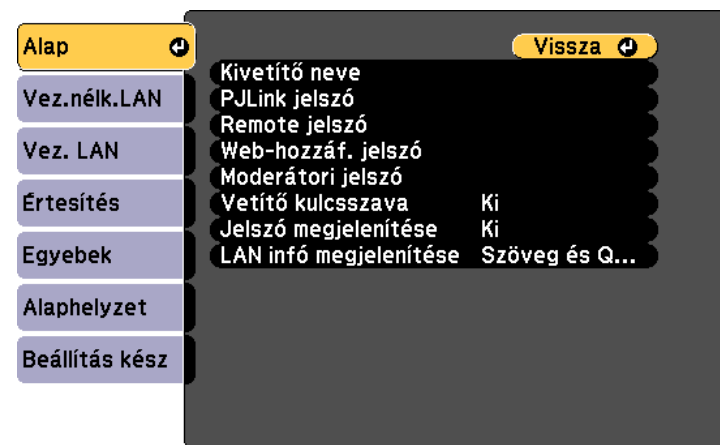 Alap
Vez.nélk.LAN
Vez. LAN
Értesítés
Egyebek
Alaphelyzet
Beállítás kész
Vissza
Kivetítő neve
PJLink jelszó
Remote jelszó
Web-hozzáf. jelszó
Moderátori jelszó
Vetítő kulcsszava Ki
Jelszó megjelenítése Ki
LAN infó megjelenítése Szöveg és Q...